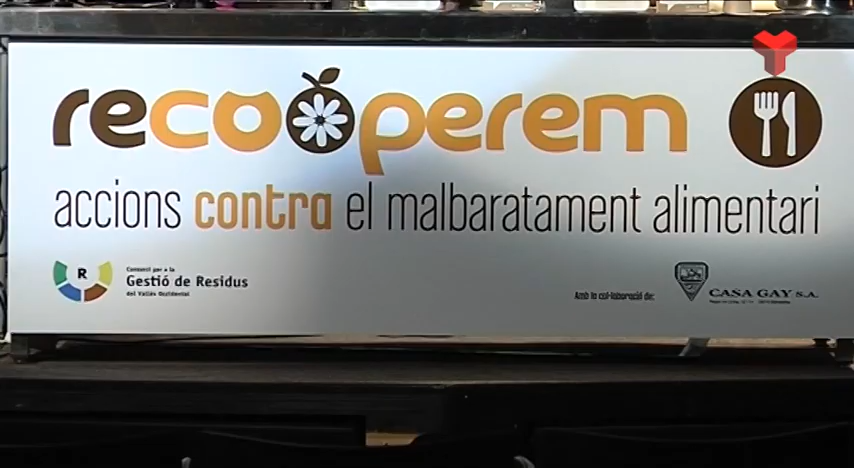 recooperem
accions contra el malbaratament alimentari
R
Consorci per a la
Gestió de Residus
del Vallès Occidental
Amb la col·laboració de:
CASA GAY S.A.